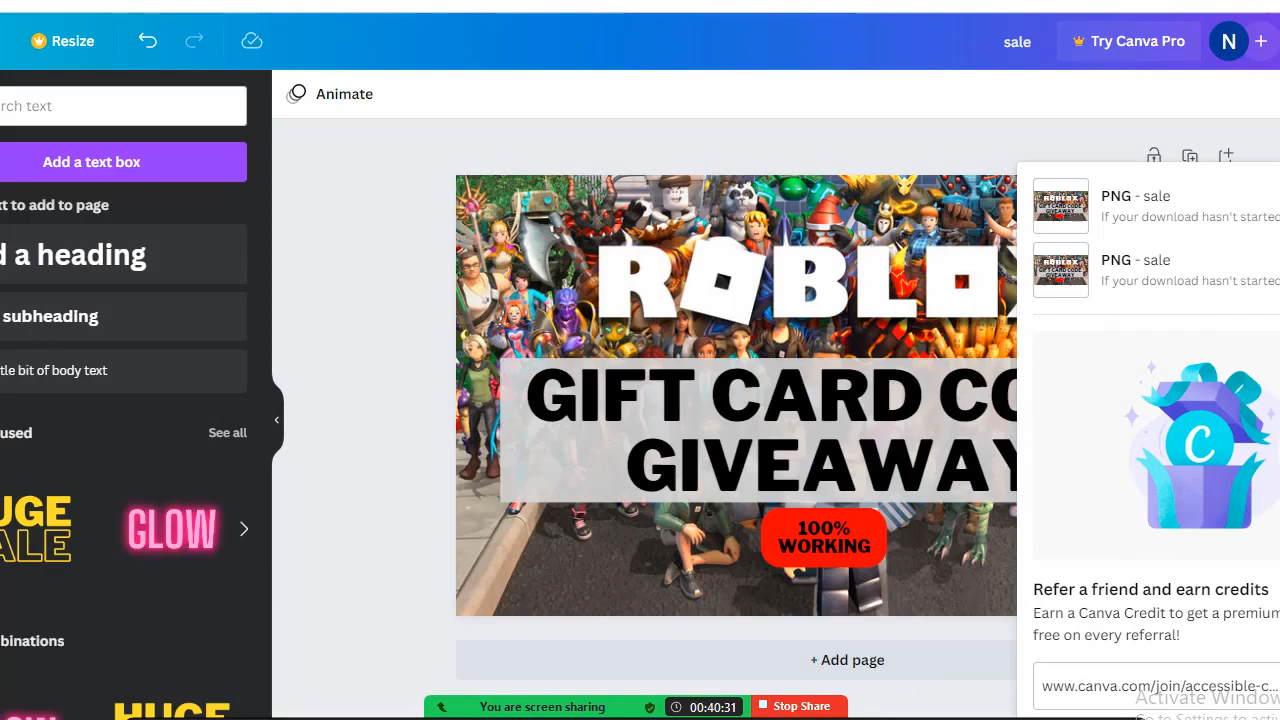 Resize
sale
Try Canva Pro
N
rch text
Animate
Add a text box
xt to add to page
d a heading
subheading
tle bit of body text
used
See all
UGE
ALE
GLOW
binations
HUGE
ROBLOX
GIFT CARD CO
GIVEAWAY
100%
WORKING
+ Add page
PNG - sale
If your download hasn't started
PNG - sale
If your download hasn't started
C
Refer a friend and earn credits
Earn a Canva Credit to get a premium
free on every referral!
www.canva.com/join/accessible-c...
Activate Window
You are screen sharing
00:40:31
Stop Share